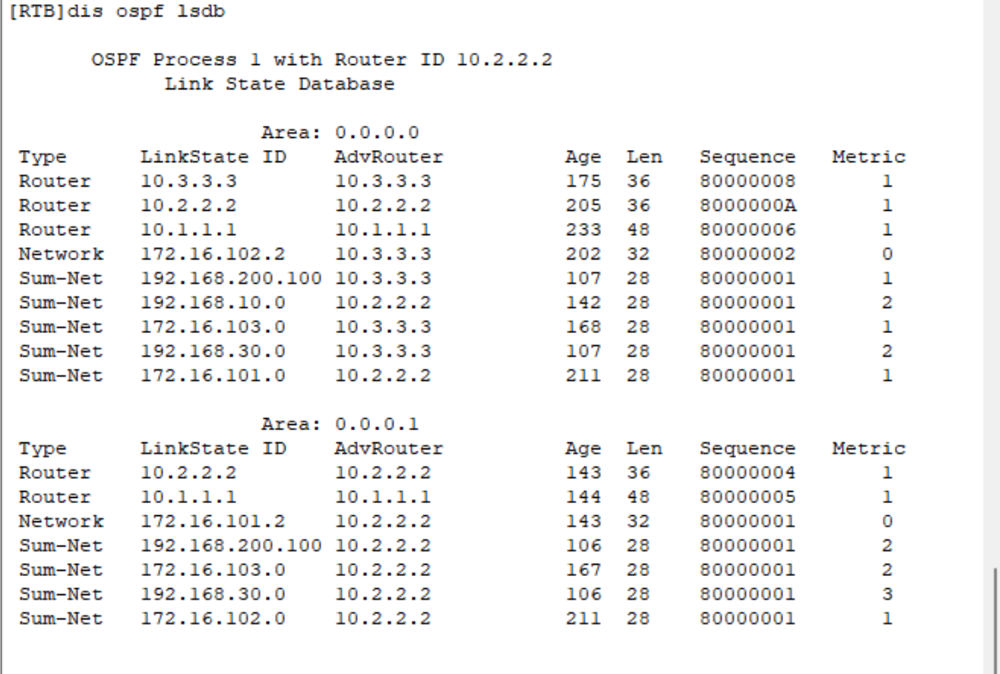 [RTB]dis ospf lsdb
OSPF Process 1 with Router ID 10.2.2.2
Link State Database
Area: 0.0.0.0
Type LinkState ID AdvRouter Age Len Sequence Metric
Router 10.3.3.3 10.3.3.3 175 36 80000008 1
Router 10.2.2.2 10.2.2.2 205 36 8000000A 1
Router 10.1.1.1 10.1.1.1 233 48 80000006 1
Network 172.16.102.2 10.3.3.3 202 32 80000002 0
Sum-Net 192.168.200.100 10.3.3.3 107 28 80000001 1
Sum-Net 192.168.10.0 10.2.2.2 142 28 80000001 2
Sum-Net 172.16.103.0 10.3.3.3 168 28 80000001 1
Sum-Net 192.168.30.0 10.3.3.3 107 28 80000001 2
Sum-Net 172.16.101.0 10.2.2.2 211 28 80000001 1
Area: 0.0.0.1
Type LinkState ID AdvRouter Age Len Sequence Metric
Router 10.2.2.2 10.2.2.2 143 36 80000004 1
Router 10.1.1.1 10.1.1.1 144 48 80000005 1
Network 172.16.101.2 10.2.2.2 143 32 80000001 0
Sum-Net 192.168.200.100 10.2.2.2 106 28 80000001 2
Sum-Net 172.16.103.0 10.2.2.2 167 28 80000001 2
Sum-Net 192.168.30.0 10.2.2.2 106 28 80000001 3
Sum-Net 172.16.102.0 10.2.2.2 211 28 80000001 1